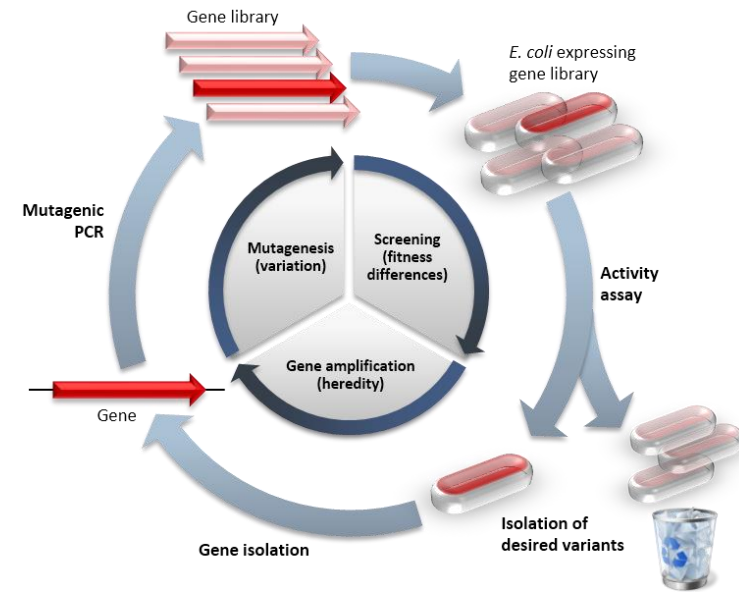 Gene library
E. coli expressing
gene library
Mutagenic
PCR
Mutagenesis
(variation)
Screening
(fitness
differences)
Activity
assay
Gene amplification
(heredity)
Gene
Isolation of
desired variants
Gene isolation